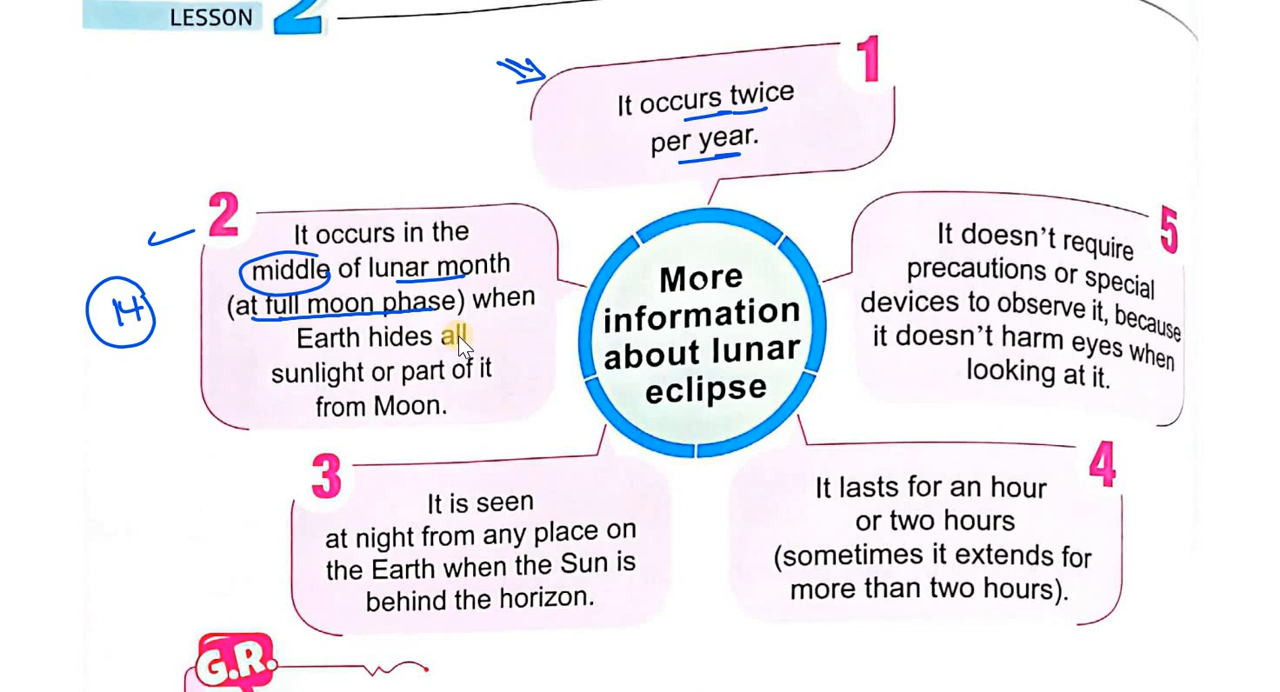 LESSON 2
1
It occurs twice
per year.
2
It occurs in the
middle of lunar month
(at full moon phase) when
Earth hides all
sunlight or part of it
from Moon.
14
More
information
about lunar
eclipse
5
It doesn't require
precautions or special
devices to observe it, because
it doesn't harm eyes when
looking at it.
3
It is seen
at night from any place on
the Earth when the Sun is
behind the horizon.
4
It lasts for an hour
or two hours
(sometimes it extends for
more than two hours).
G.R.